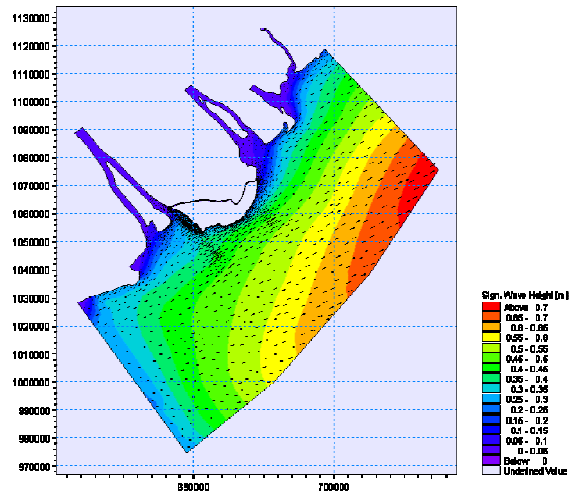 1130000
1120000
1110000
1100000
1090000
1080000
1070000
1060000
1050000
1040000
1030000
1020000
1010000
1000000
990000
980000
970000
700000
Sign. Wave Height [m]
Above 0.7
0.65 - 0.7
0.6 - 0.65
0.55 - 0.6
0.5 - 0.55
0.45 - 0.5
0.4 - 0.45
0.35 - 0.4
0.3 - 0.35
0.25 - 0.3
0.2 - 0.25
0.15 - 0.2
0.1 - 0.15
0.05 - 0.1
0 - 0.05
Below 0
Undefined Value